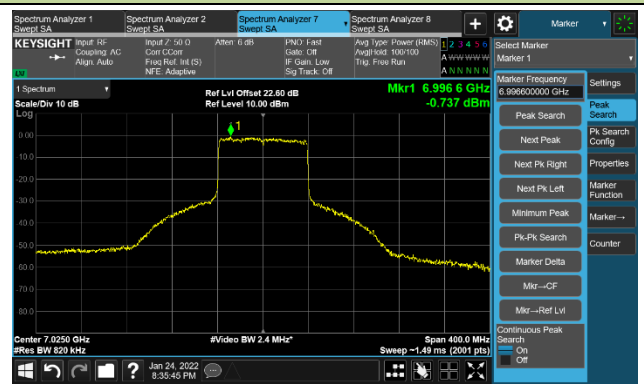 Spectrum Analyzer 1
Swept SA
Spectrum Analyzer 2
Swept SA
Spectrum Analyzer 7
Swept SA
Spectrum Analyzer 8
Swept SA
Marker
KEYSIGHT
Input: RF
Coupling: AC
Align: Auto
Input Z: 50 Ω
Corr CCorr
Freq Ref: Int (S)
NFE: Adaptive
Atten: 6 dB
PNO: Fast
Gate: Off
IF Gain: Low
Sig Track: Off
Avg Type: Power (RMS)
Avg|Hold: 100/100
Trig: Free Run
1 2 3 4 5 6
A W W W W W
A N N N N N
LXI
Select Marker
Marker 1
1 Spectrum
Scale/Div 10 dB
Log
Ref Lvl Offset 22.60 dB
Ref Level 10.00 dBm
Mkr1 6.996 6 GHz
-0.737 dBm
1
0.00
-10.0
-20.0
-30.0
-40.0
-50.0
-60.0
-70.0
-80.0
Center 7.0250 GHz
#Res BW 820 kHz
#Video BW 2.4 MHz*
Span 400.0 MHz
Sweep ~1.49 ms (2001 pts)
Marker Frequency
6.996600000 GHz
Peak Search
Next Peak
Next Pk Right
Next Pk Left
Minimum Peak
Pk-Pk Search
Marker Delta
Mkr→CF
Mkr→Ref Lvl
Continuous Peak
Search
On
Off
Settings
Peak
Search
Pk Search
Config
Properties
Marker
Function
Marker→
Counter
Jan 24, 2022
8:35:45 PM